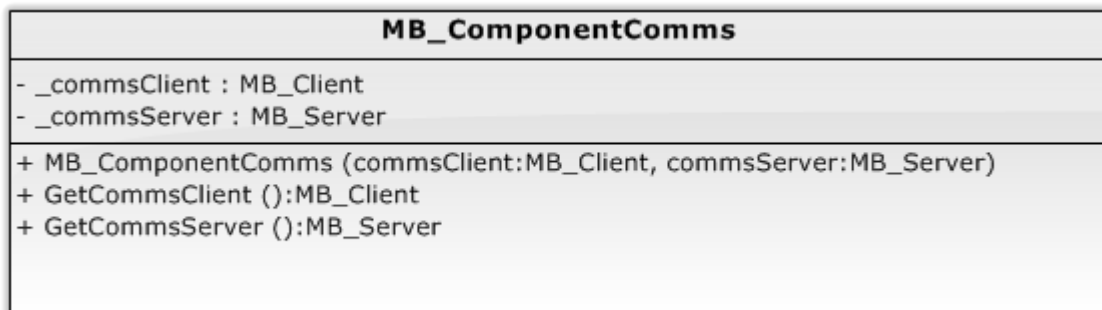 MB_ComponentComms
- _commsClient : MB_Client
- _commsServer : MB_Server
+ MB_ComponentComms (commsClient:MB_Client, commsServer:MB_Server)
+ GetCommsClient ():MB_Client
+ GetCommsServer ():MB_Server